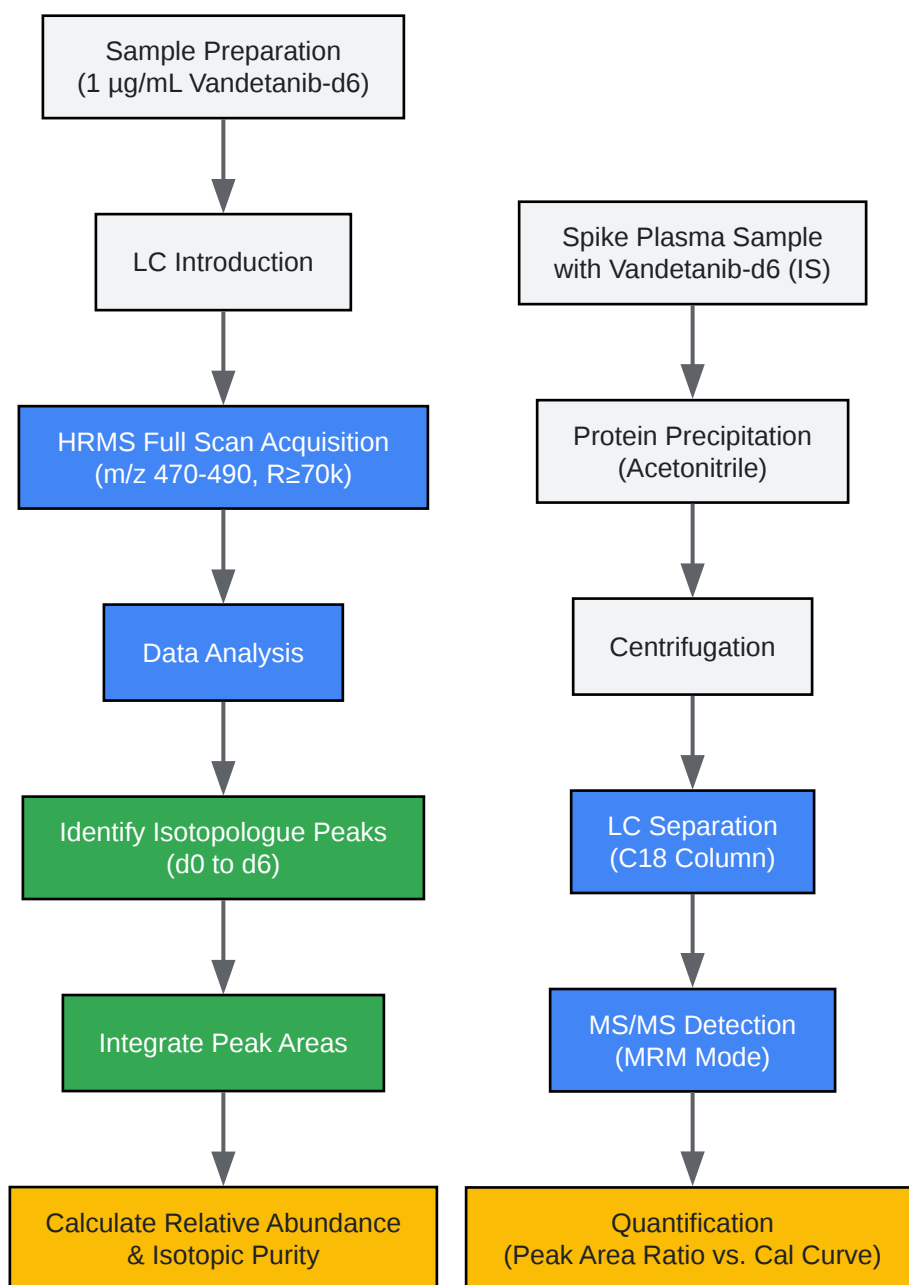 Sample Preparation
(1 µg/mL Vandetanib-d6)
LC Introduction
HRMS Full Scan Acquisition
(m/z 470-490, R≥70k)
Data Analysis
Identify Isotopologue Peaks
(d0 to d6)
Integrate Peak Areas
Calculate Relative Abundance
& Isotopic Purity
Spike Plasma Sample
with Vandetanib-d6 (IS)
Protein Precipitation
(Acetonitrile)
Centrifugation
LC Separation
(C18 Column)
MS/MS Detection
(MRM Mode)
Quantification
(Peak Area Ratio vs. Cal Curve)